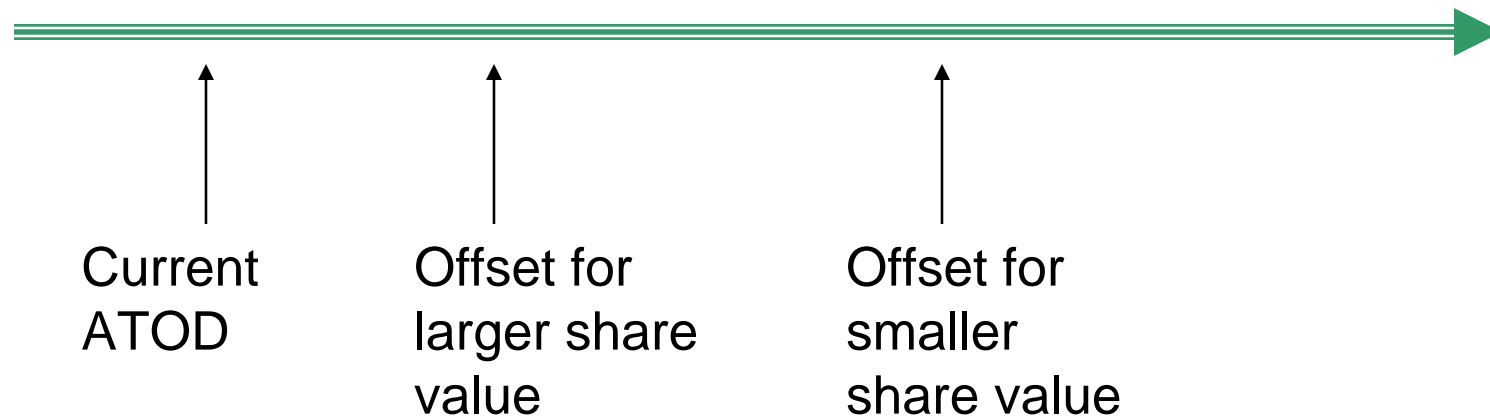 Current
ATOD
Offset for
larger share
value
Offset for
smaller
share value